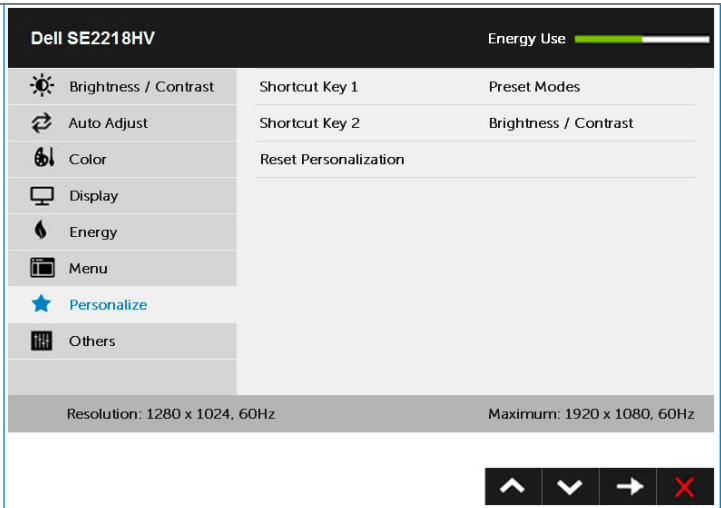 Dell SE2218HV Energy Use
Brightness / Contrast Shortcut Key 1 Preset Modes
Auto Adjust Shortcut Key 2 Brightness / Contrast
Color Reset Personalization
Display
Energy
Menu
Personalize
Others
Resolution: 1280 x 1024, 60Hz Maximum: 1920 x 1080, 60Hz